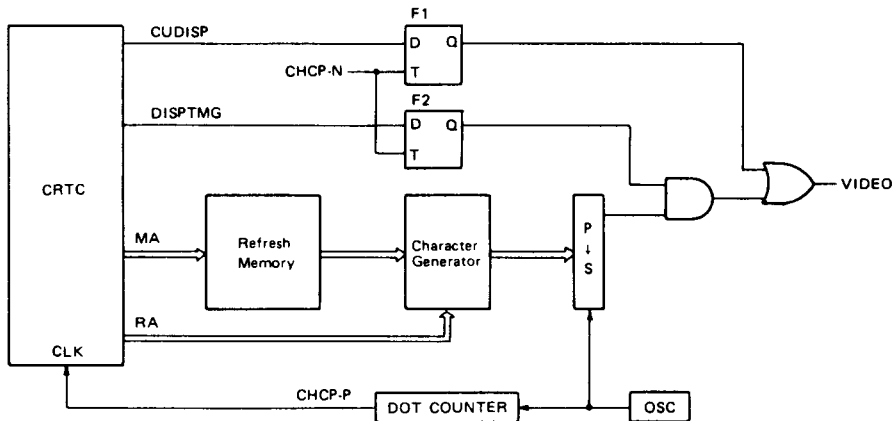 F1
CUDISP
D Q
CHCP-N
T
F2
DISPTMG
D Q
T
CRTC
VIDEO
MA
Refresh
Memory
Character
Generator
P
↓
S
RA
CLK
CHCP-P
DOT COUNTER
OSC